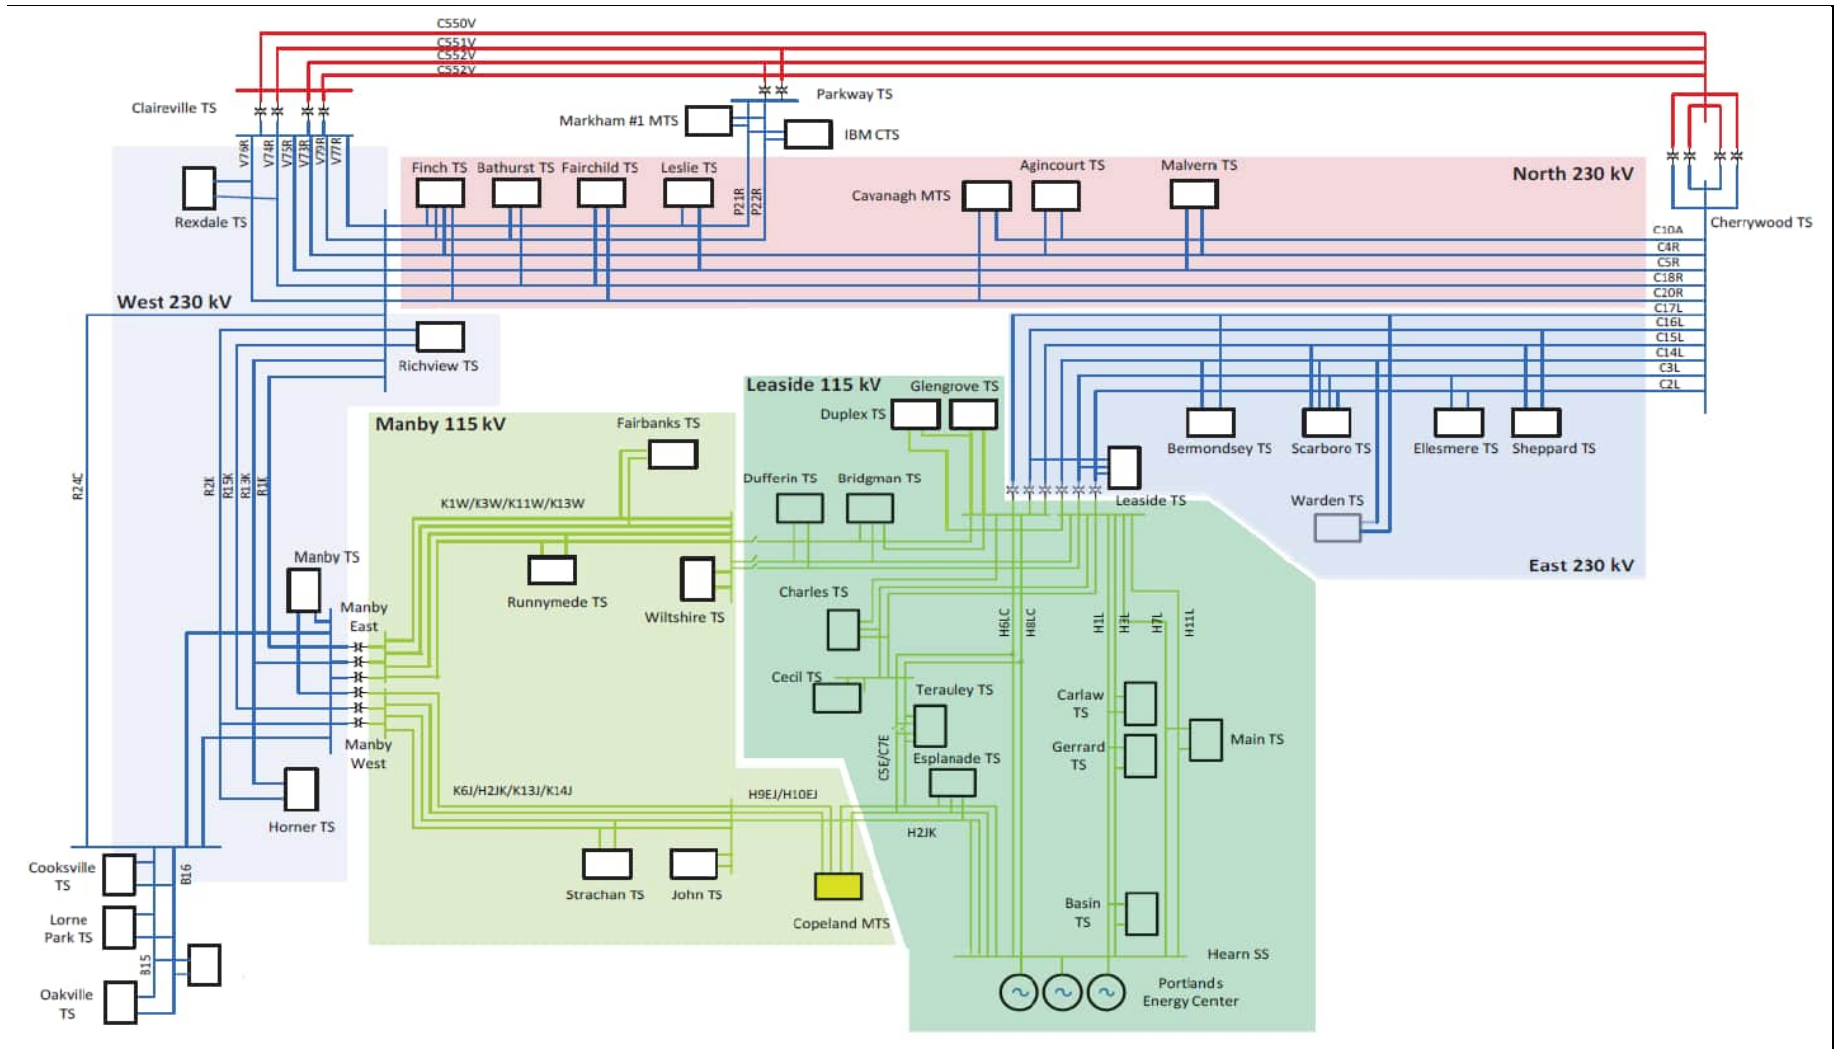 C550V
C551V
C552V
C552V
Claireville TS
Parkway TS
Markham #1 MTS
IBM CTS
V76R
V74R
V75R
V73R
V79R
V77R
Rexdale TS
Finch TS
Bathurst TS
Fairchild TS
Leslie TS
P21R
P22R
Cavanagh MTS
Agincourt TS
Malvern TS
North 230 kV
Cherrywood TS
C10A
C4R
C5R
C18R
C20R
C17L
C16L
C15L
C14L
C3L
C2L
West 230 kV
Richview TS
R24C
R2K
R15K
R13K
R1K
Manby 115 kV
Fairbanks TS
K1W/K3W/K11W/K13W
Runnymede TS
Wiltshire TS
Leaside 115 kV
Glengrove TS
Duplex TS
Dufferin TS
Bridgman TS
Bermondsey TS
Scarboro TS
Ellesmere TS
Sheppard TS
Leaside TS
Warden TS
East 230 kV
Manby TS
Manby
East
Manby
West
Horner TS
Charles TS
Cecil TS
Terauley TS
C5E/C7E
Esplanade TS
H6LC
H8LC
H1L
H3L
H7L
H11L
Carlaw
TS
Gerrard
TS
Main TS
K6J/H2JK/K13J/K14J
H9EJ/H10EJ
H2JK
Strachan TS
John TS
Copeland MTS
Basin
TS
Hearn SS
Portlands
Energy Center
Cooksville
TS
Lorne
Park TS
Oakville
TS
B16
B15